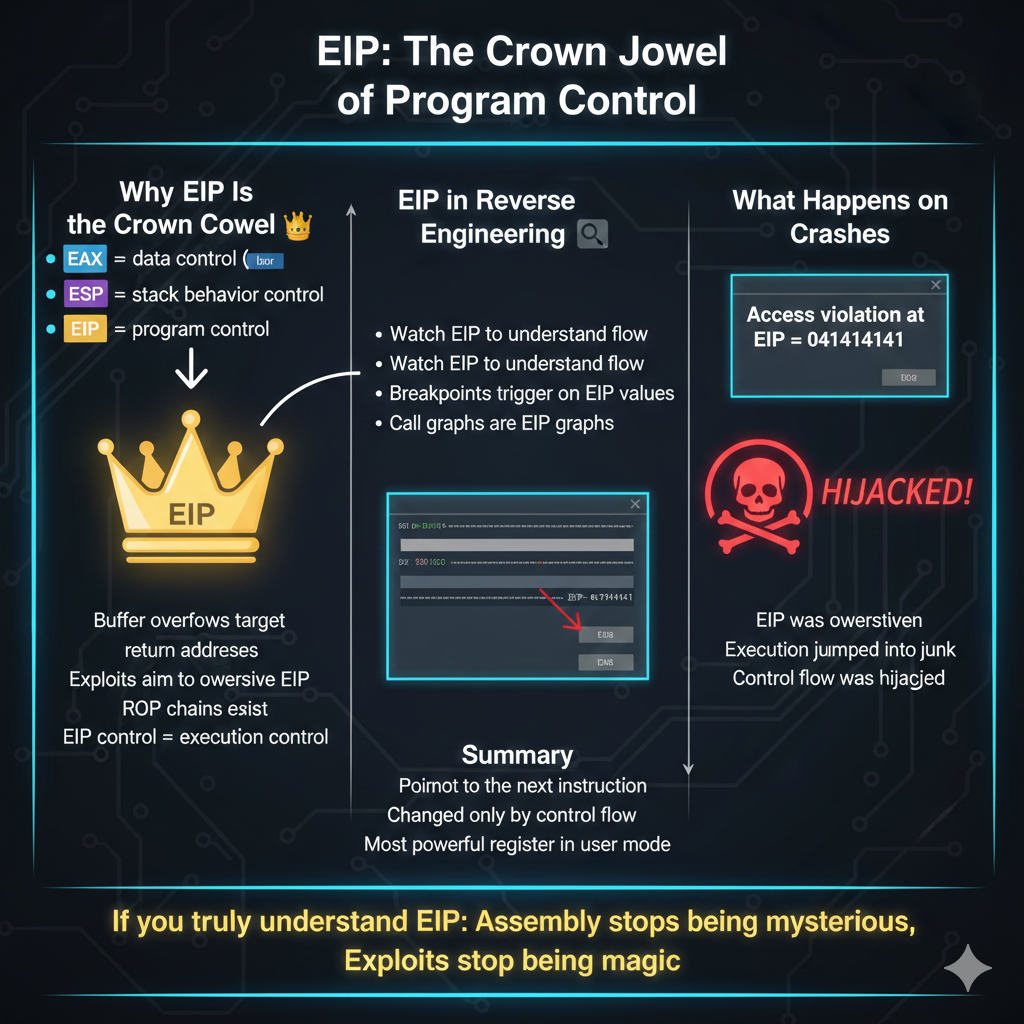 EIP: The Crown Jowel
of Program Control
Why EIP Is
the Crown Cowel
EAX = data control (
ESP = stack behavior control
EIP = program control
EIP
Buffer overfows target
return addreses
Exploits aim to owersive EIP
ROP chains exist
EIP control = execution control
EIP in Reverse
Engineering
• Watch EIP to understand flow
• Watch EIP to understand flow
• Breakpoints trigger on EIP values
• Call graphs are EIP graphs
Summary
Poirnot to the next instruction
Changed only by control flow
Most powerful register in user mode
What Happens on
Crashes
Access violation at
EIP = 041414141
HIJACKED!
EIP was owerstiven
Execution jumped into junk
Control flow was hijacjed
If you truly understand EIP: Assembly stops being mysterious,
Exploits stop being magic